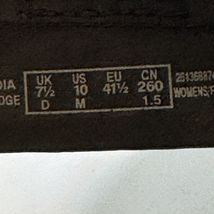 DIA UK US EU CN
DGE 7½ 10 41½ 260
D M 1.5 WOMENS/